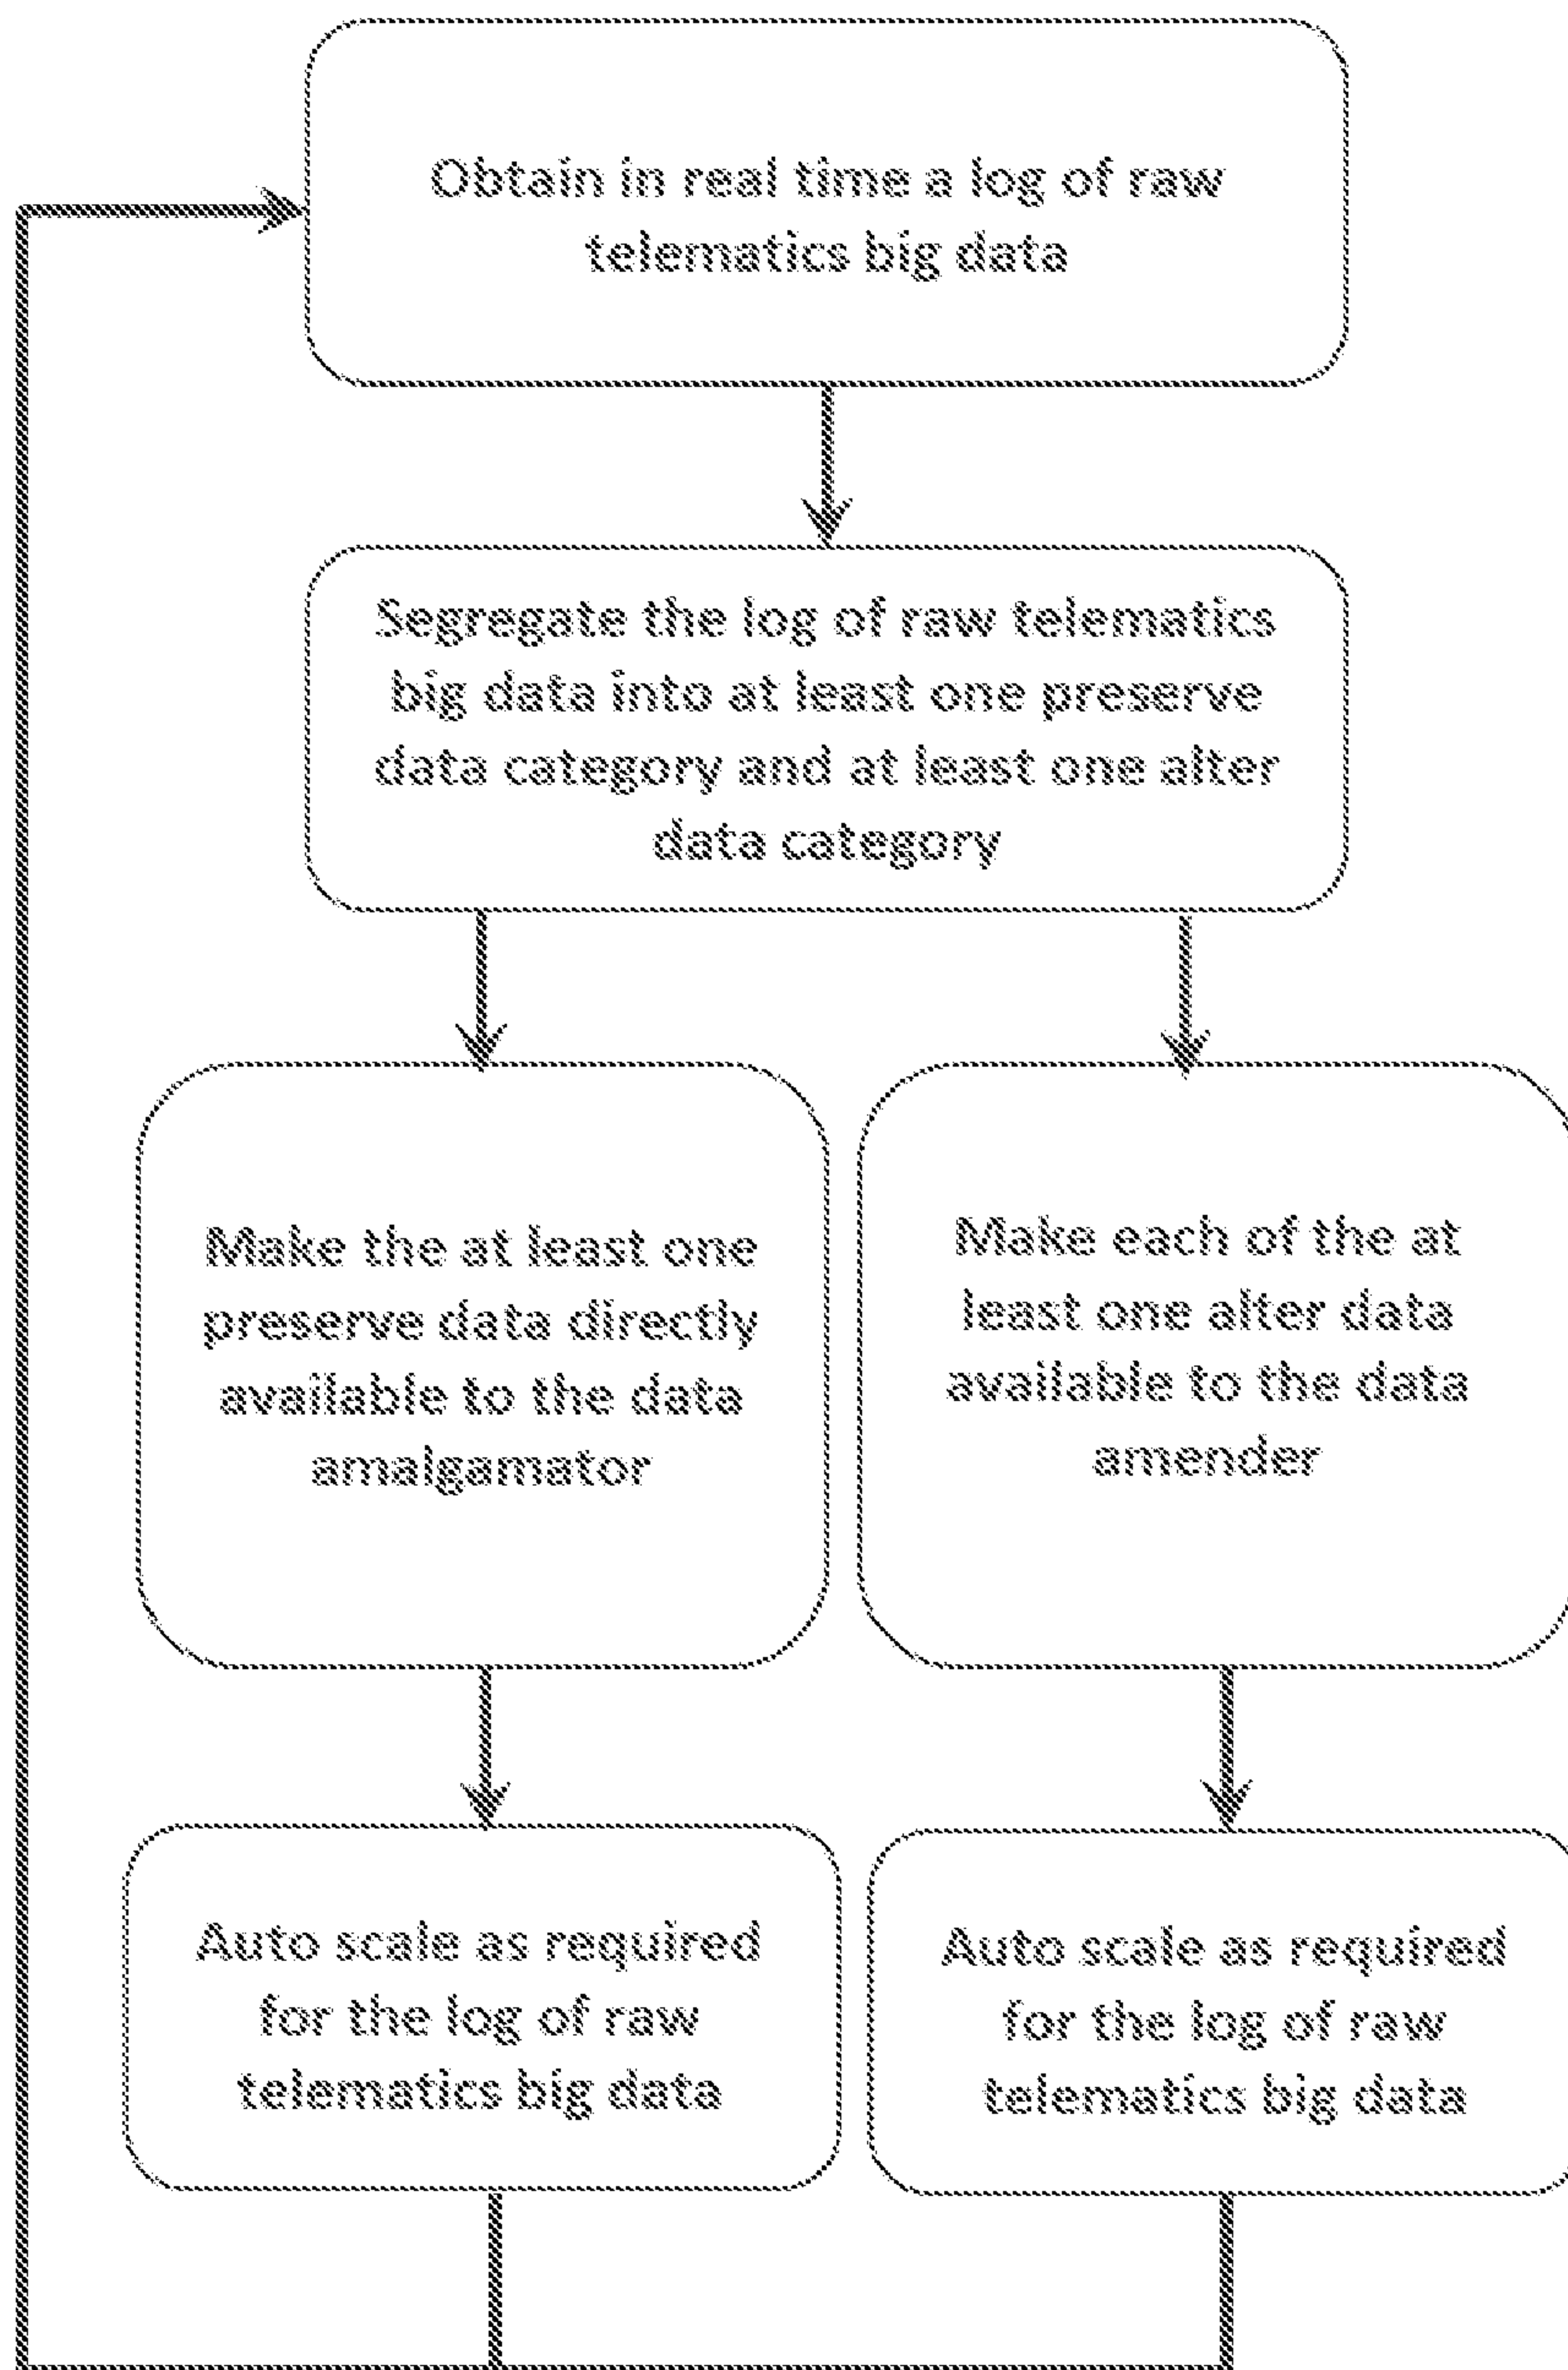 Obtain in real time a log of raw
telematics big data
Segregate the log of raw telematics
big data into at least one preserve
data category and at least one alter
data category
Make the at least one
preserve data directly
available to the data
amalgamator
Make each of the at
least one alter data
available to the data
amender
Auto scale as required
for the log of raw
telematics big data
Auto scale as required
for the log of raw
telematics big data